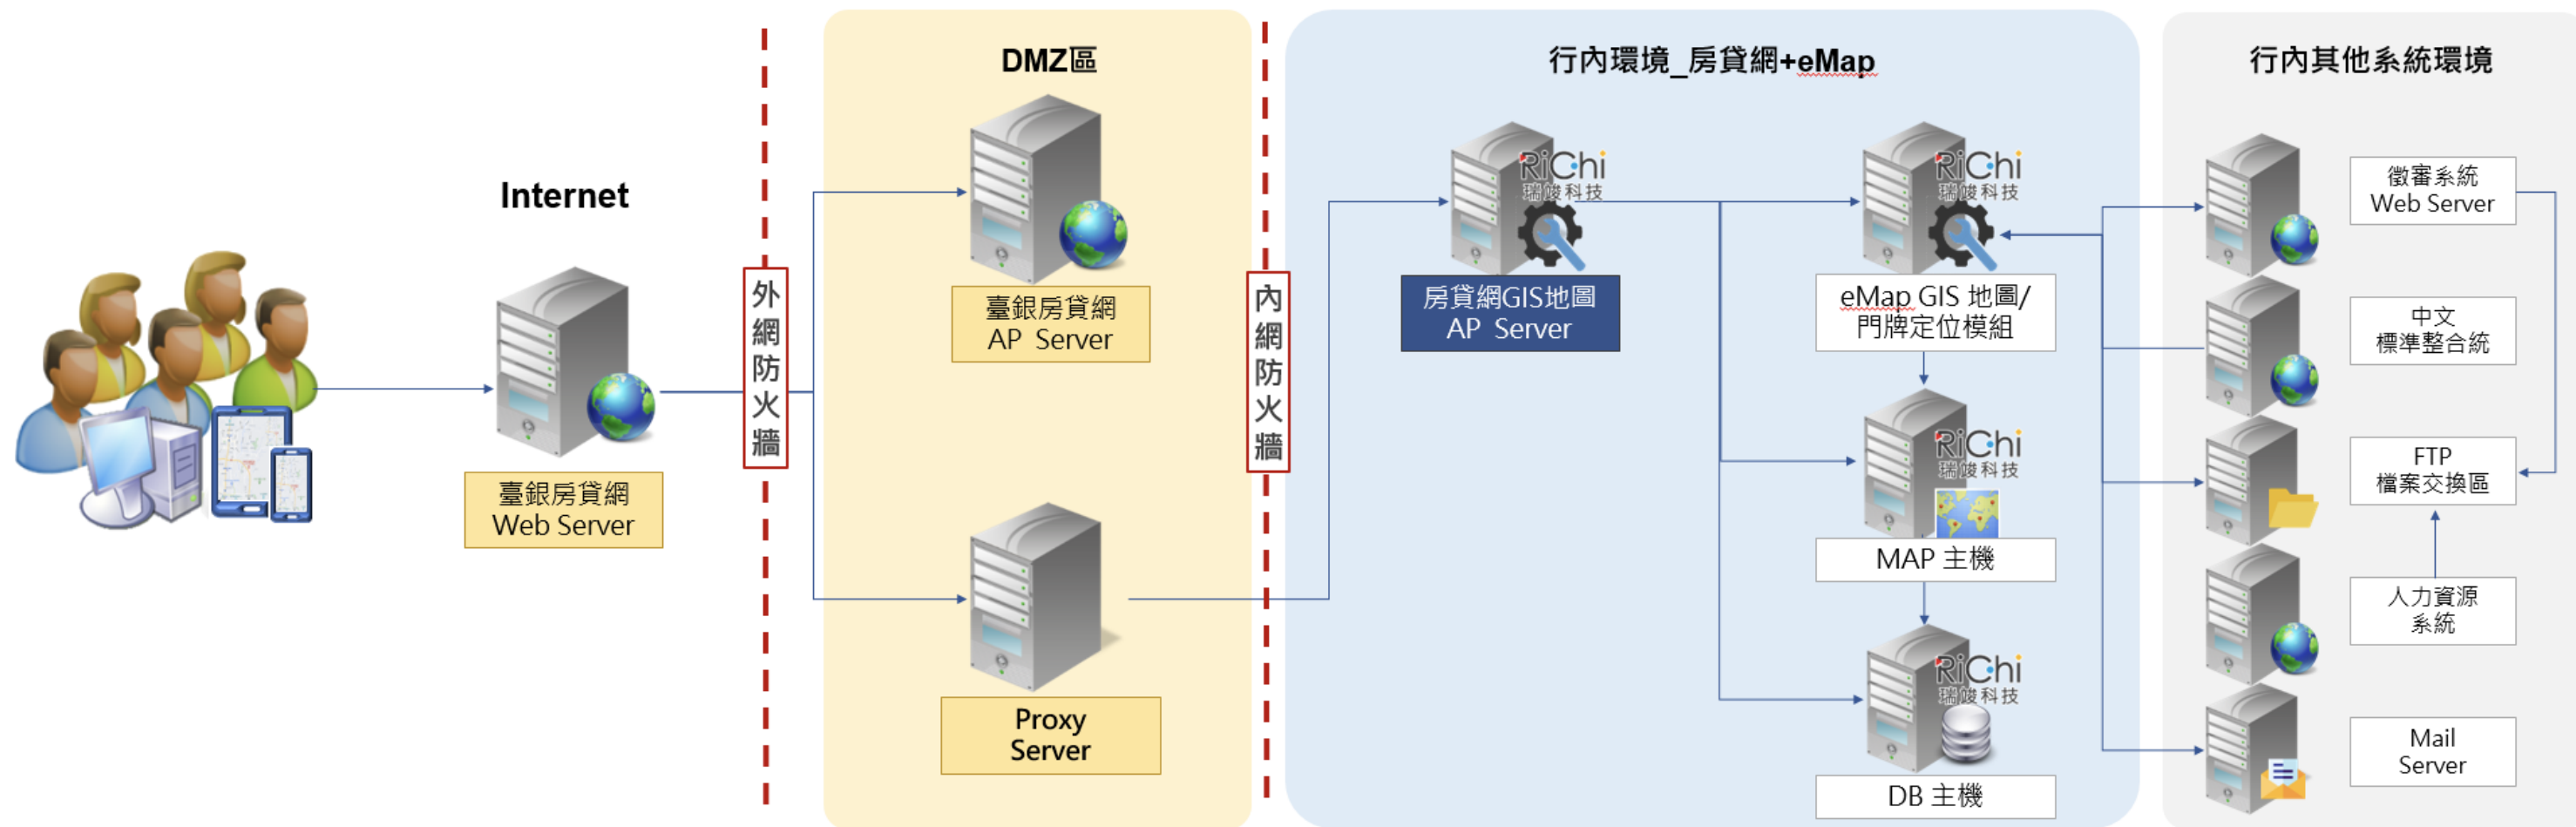 Internet
臺銀房貸網
Web Server
外
網
防
火
牆
DMZ區
臺銀房貸網
AP Server
Proxy
Server
內
網
防
火
牆
行內環境_房貸網+eMap
RiChi
瑞竣科技
房貸網GIS地圖
AP Server
RiChi
瑞竣科技
eMap GIS 地圖/
門牌定位模組
RiChi
瑞竣科技
MAP 主機
RiChi
瑞竣科技
DB 主機
行內其他系統環境
徵審系統
Web Server
中文
標準整合統
FTP
檔案交換區
人力資源
系統
Mail
Server